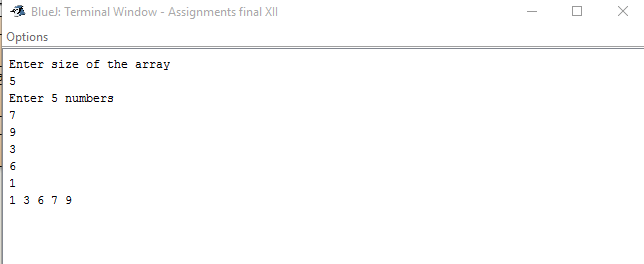 BlueJ: Terminal Window - Assignments final XII
Options
Enter size of the array
5
Enter 5 numbers
7
9
3
6
1
1 3 6 7 9